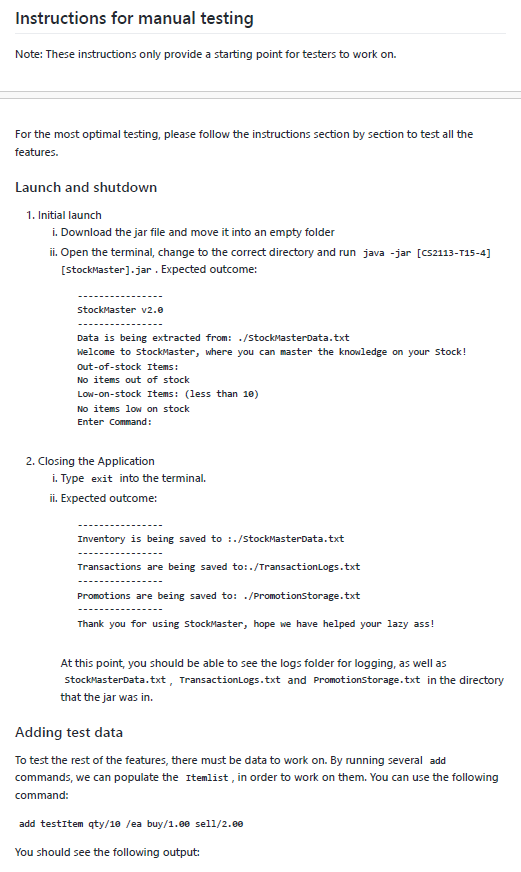 Instructions for manual testing
Note: These instructions only provide a starting point for testers to work on.
For the most optimal testing, please follow the instructions section by section to test all the
features.
Launch and shutdown
1. Initial launch
i. Download the jar file and move it into an empty folder
ii. Open the terminal, change to the correct directory and run java -jar [CS2113-T15-4]
[StockMaster].jar . Expected outcome:
----------------
StockMaster v2.0
----------------
Data is being extracted from: ./StockMasterData.txt
Welcome to StockMaster, where you can master the knowledge on your Stock!
Out-of-stock Items:
No items out of stock
Low-on-stock Items: (less than 10)
No items low on stock
Enter Command:
2. Closing the Application
i. Type exit into the terminal.
ii. Expected outcome:
----------------
Inventory is being saved to :./StockMasterData.txt
----------------
Transactions are being saved to:./TransactionLogs.txt
----------------
Promotions are being saved to: ./PromotionStorage.txt
----------------
Thank you for using StockMaster, hope we have helped your lazy ass!
At this point, you should be able to see the logs folder for logging, as well as
StockMasterData.txt , TransactionLogs.txt and PromotionStorage.txt in the directory
that the jar was in.
Adding test data
To test the rest of the features, there must be data to work on. By running several add
commands, we can populate the Itemlist , in order to work on them. You can use the following
command:
add testItem qty/10 /ea buy/1.00 sell/2.00
You should see the following output: